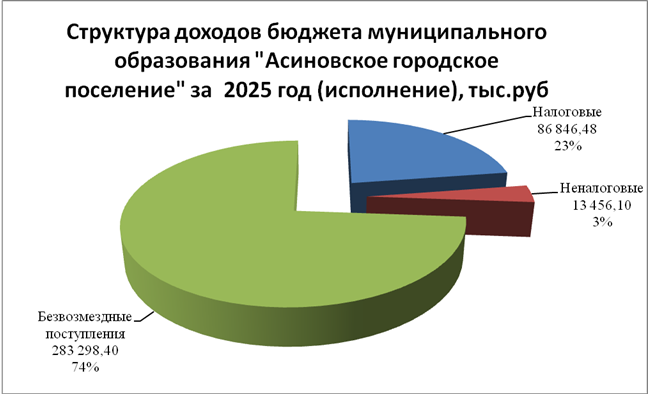 Структура доходов бюджета муниципального
образования "Асиновское городское
поселение" за 2025 год (исполнение), тыс.руб
Налоговые
86 846,48
23%
Неналоговые
13 456,10
3%
Безвозмездные
поступления
283 298,40
74%